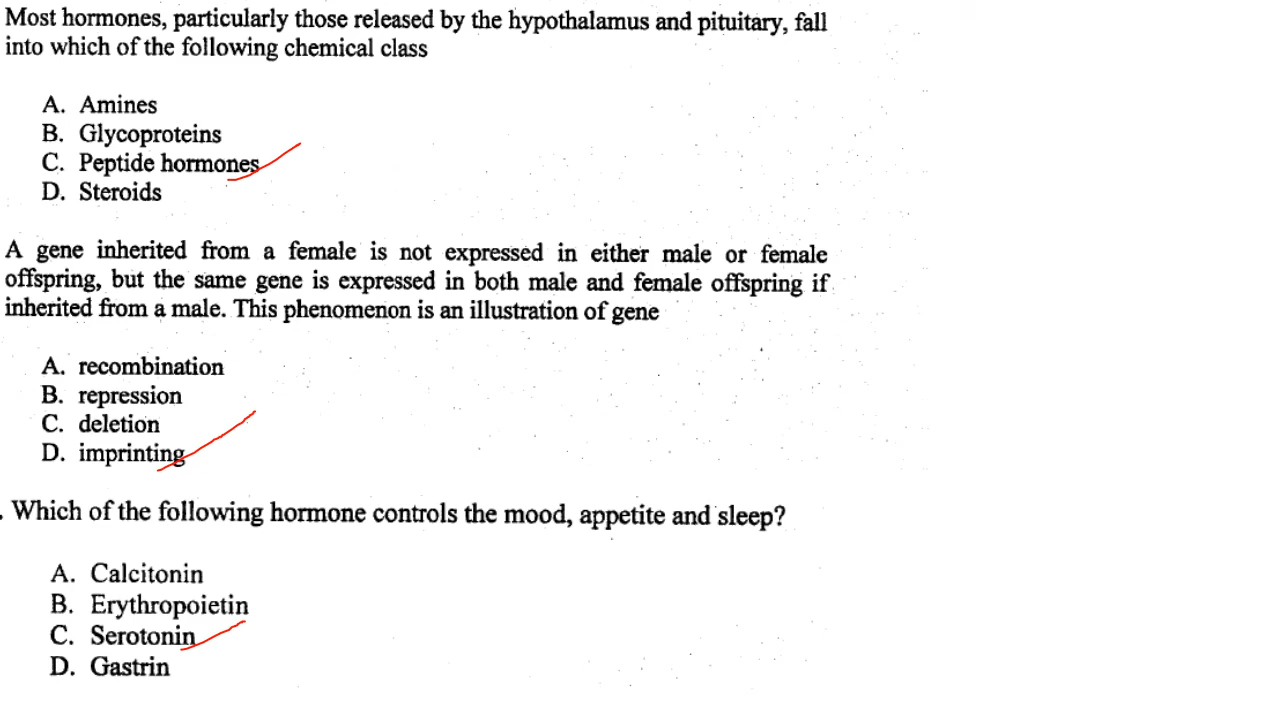 Most hormones, particularly those released by the hypothalamus and pituitary, fall
into which of the following chemical class
A. Amines
B. Glycoproteins
C. Peptide hormones
D. Steroids
A gene inherited from a female is not expressed in either male or female
offspring, but the same gene is expressed in both male and female offspring if
inherited from a male. This phenomenon is an illustration of gene
A. recombination
B. repression
C. deletion
D. imprinting
. Which of the following hormone controls the mood, appetite and sleep?
A. Calcitonin
B. Erythropoietin
C. Serotonin
D. Gastrin